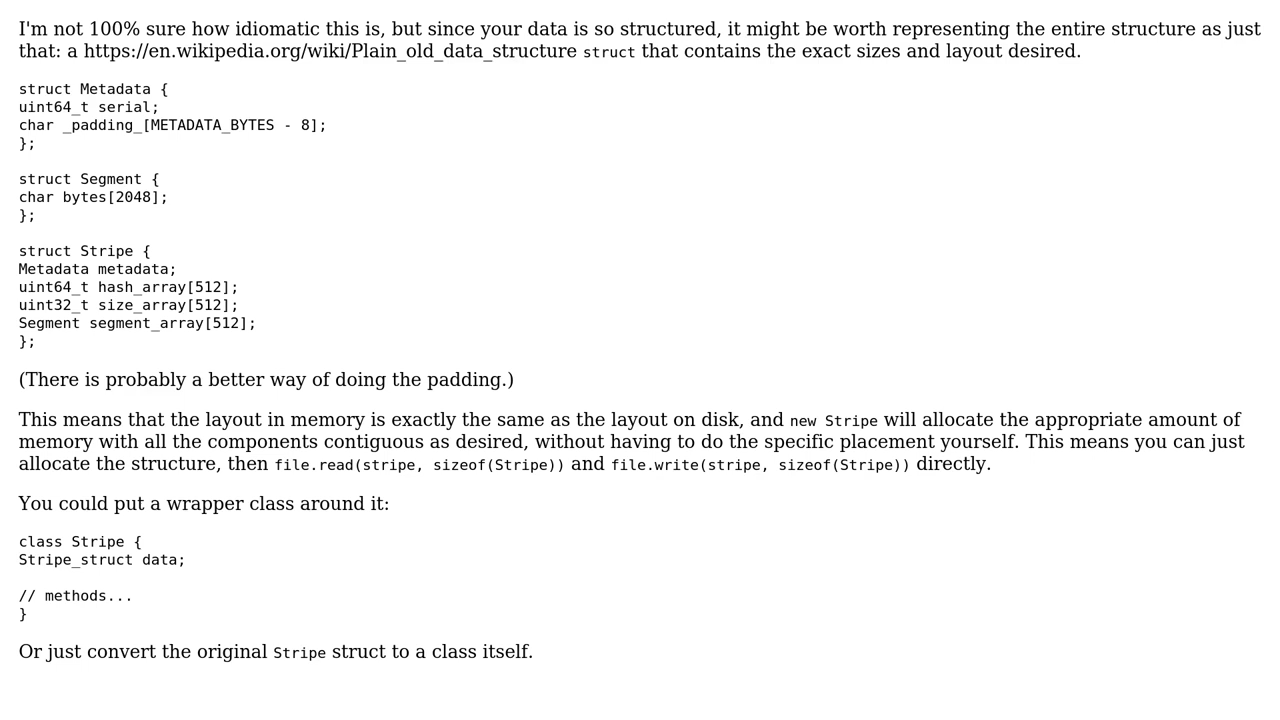 I'm not 100% sure how idiomatic this is, but since your data is so structured, it might be worth representing the entire structure as just
that: a https://en.wikipedia.org/wiki/Plain_old_data_structure struct that contains the exact sizes and layout desired.
struct Metadata {
uint64_t serial;
char _padding_[METADATA_BYTES - 8];
};
struct Segment {
char bytes[2048];
};
struct Stripe {
Metadata metadata;
uint64_t hash_array[512];
uint32_t size_array[512];
Segment segment_array[512];
};
(There is probably a better way of doing the padding.)
This means that the layout in memory is exactly the same as the layout on disk, and new Stripe will allocate the appropriate amount of
memory with all the components contiguous as desired, without having to do the specific placement yourself. This means you can just
allocate the structure, then file.read(stripe, sizeof(Stripe)) and file.write(stripe, sizeof(Stripe)) directly.
You could put a wrapper class around it:
class Stripe {
Stripe_struct data;
// methods...
}
Or just convert the original Stripe struct to a class itself.